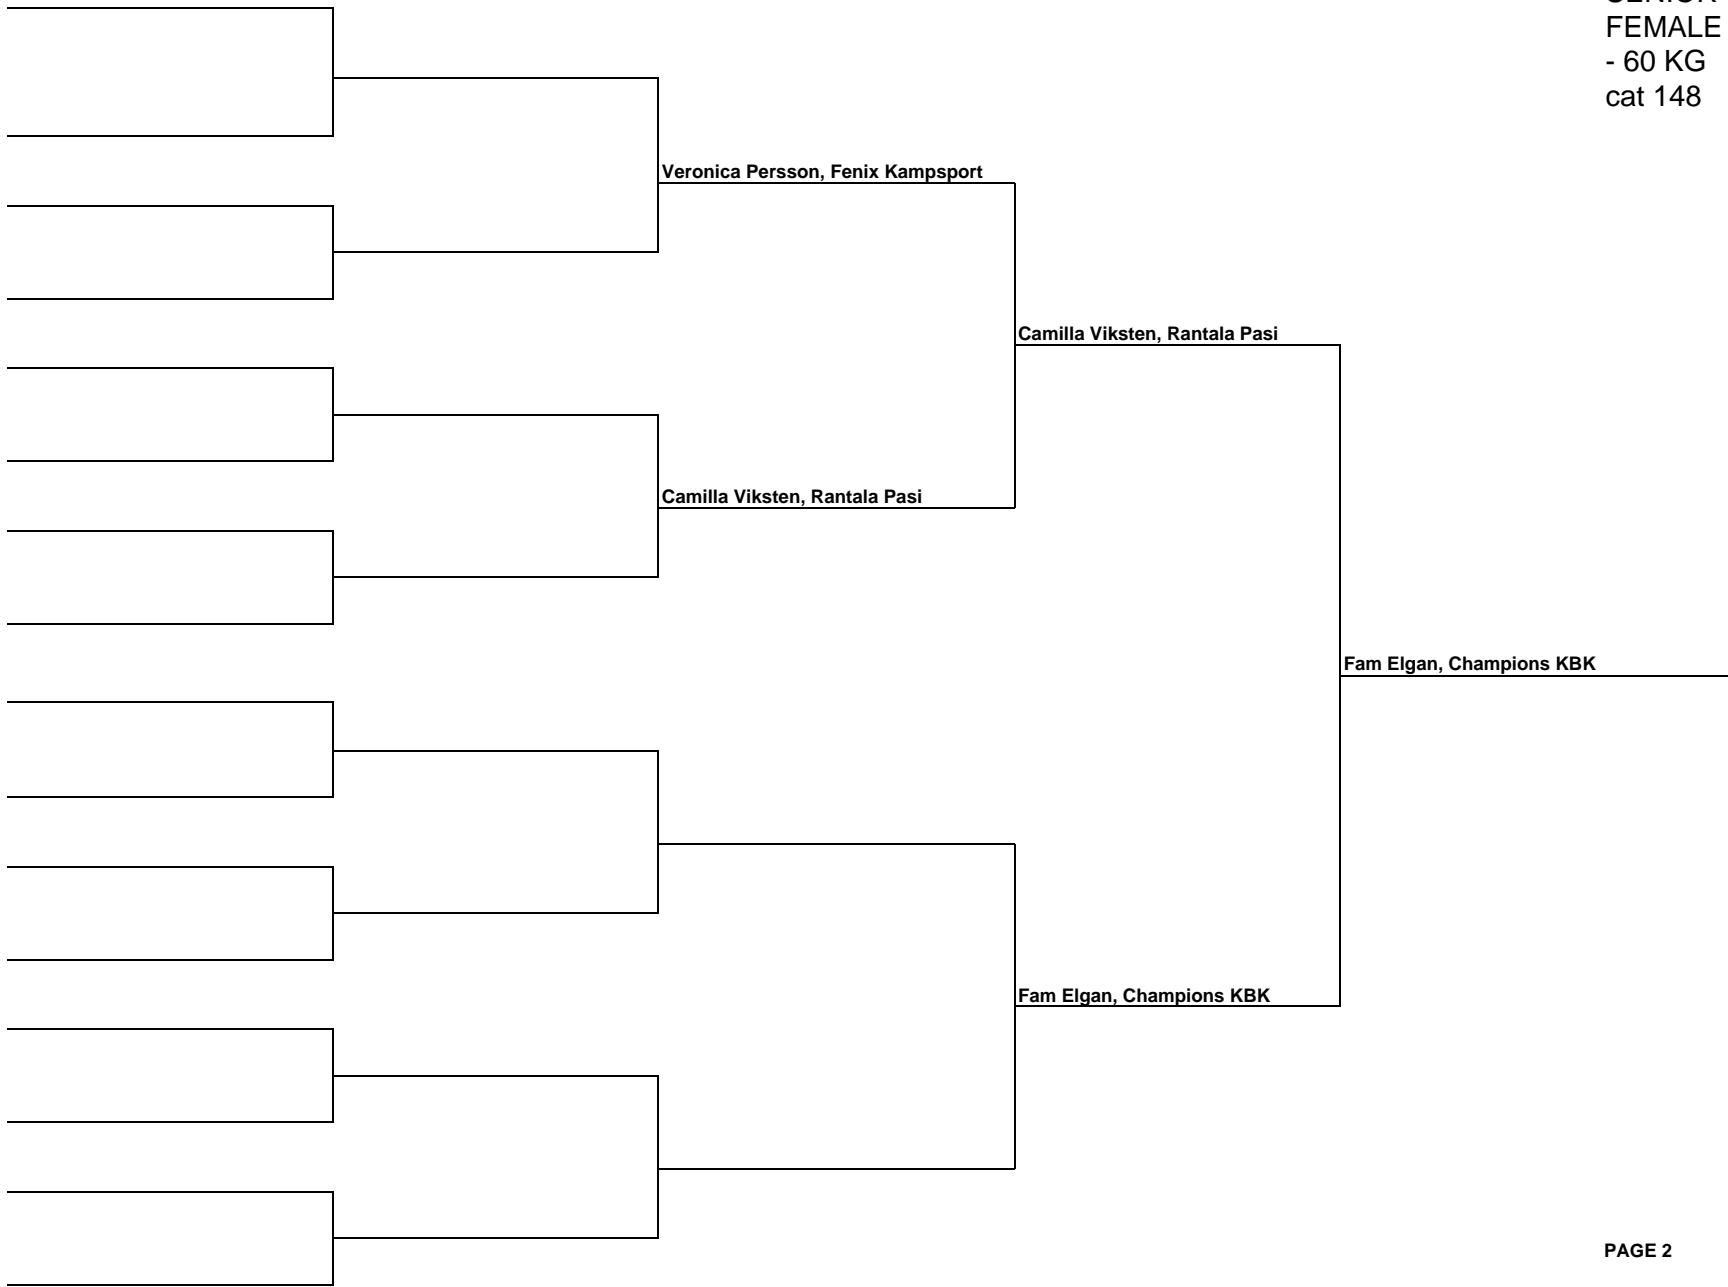 SENIOR
FEMALE
- 60 KG
cat 148
Veronica Persson, Fenix Kampsport
Camilla Viksten, Rantala Pasi
Camilla Viksten, Rantala Pasi
Fam Elgan, Champions KBK
Fam Elgan, Champions KBK
PAGE 2